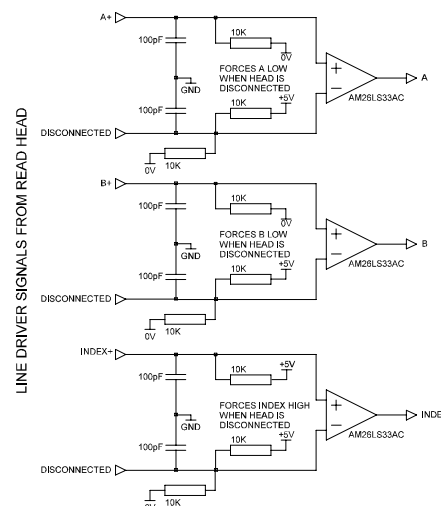 LINE DRIVER SIGNALS FROM READ HEAD
A+
100pF
10K
0V
FORCES A LOW
WHEN HEAD IS
DISCONNECTED
GND
A
AM26LS33AC
100pF
10K
+5V
DISCONNECTED
0V
10K
B+
100pF
10K
0V
FORCES B LOW
WHEN HEAD IS
DISCONNECTED
GND
B
AM26LS33AC
100pF
10K
+5V
DISCONNECTED
0V
10K
INDEX+
100pF
10K
+5V
FORCES INDEX HIGH
WHEN HEAD IS
DISCONNECTED
GND
INDE
AM26LS33AC
100pF
10K
+5V
DISCONNECTED
0V
10K